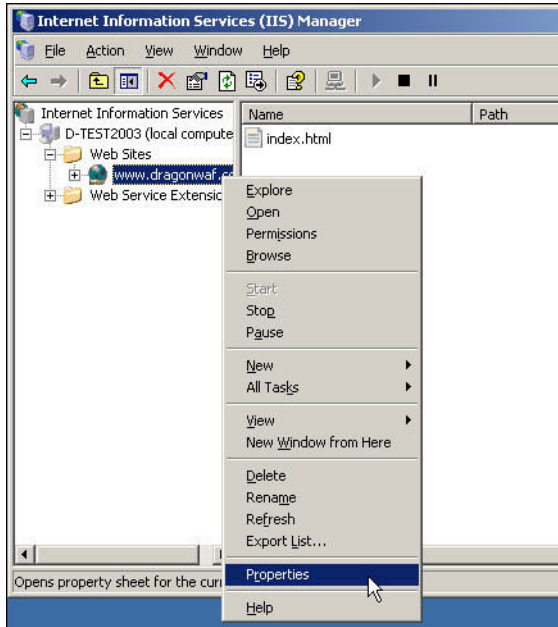 Internet Information Services (IIS) Manager
File Action View Window Help
Internet Information Services
Name Path
D-TEST2003 (local compute
index.html
Web Sites
www.dragonwaf.co
Web Service Extensic
Explore
Open
Permissions
Browse
Start
Stop
Pause
New
All Tasks
View
New Window from Here
Delete
Rename
Refresh
Export List...
Properties
Help
Opens property sheet for the curr